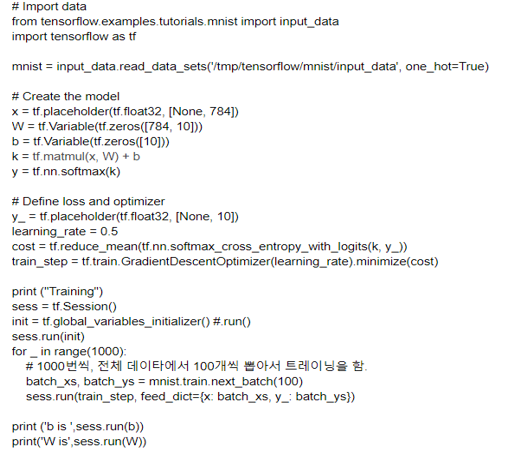 # Import data
from tensorflow.examples.tutorials.mnist import input_data
import tensorflow as tf
mnist = input_data.read_data_sets('/tmp/tensorflow/mnist/input_data', one_hot=True)
# Create the model
x = tf.placeholder(tf.float32, [None, 784])
W = tf.Variable(tf.zeros([784, 10]))
b = tf.Variable(tf.zeros([10]))
k = tf.matmul(x, W) + b
y = tf.nn.softmax(k)
# Define loss and optimizer
y_ = tf.placeholder(tf.float32, [None, 10])
learning_rate = 0.5
cost = tf.reduce_mean(tf.nn.softmax_cross_entropy_with_logits(k, y_))
train_step = tf.train.GradientDescentOptimizer(learning_rate).minimize(cost)
print ("Training")
sess = tf.Session()
init = tf.global_variables_initializer() #.run()
sess.run(init)
for _ in range(1000):
    # 1000번씩, 전체 데이타에서 100개씩 뽑아서 트레이닝을 함.
    batch_xs, batch_ys = mnist.train.next_batch(100)
    sess.run(train_step, feed_dict={x: batch_xs, y_: batch_ys})
print ('b is ',sess.run(b))
print('W is',sess.run(W))